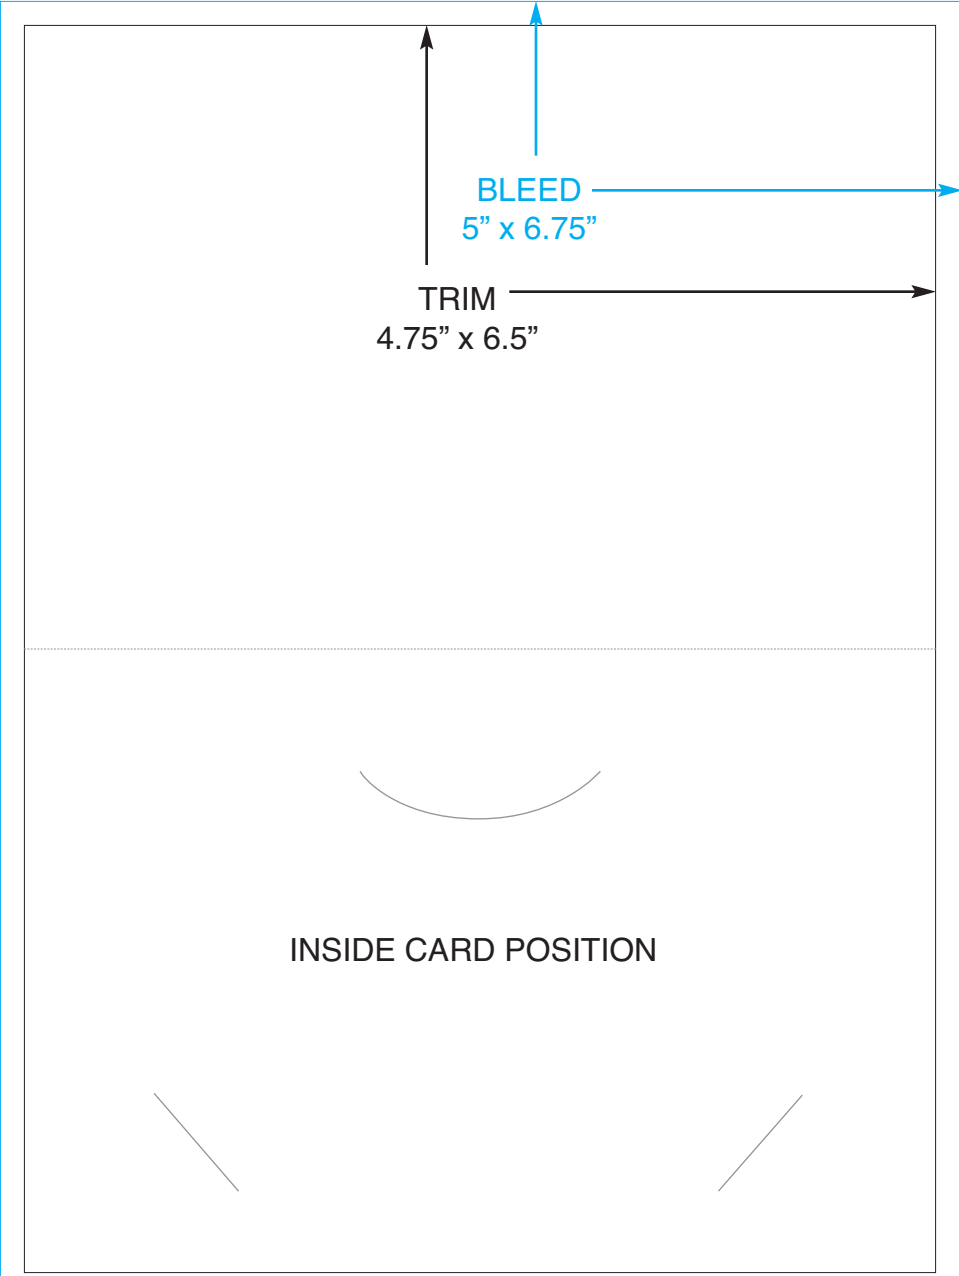 BLEED
5” x 6.75”
TRIM
4.75” x 6.5”
INSIDE CARD POSITION